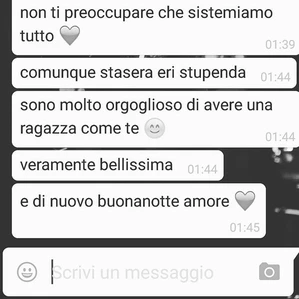 non ti preoccupare che sistemiamo
tutto 🩶
01:39
comunque stasera eri stupenda
01:44
sono molto orgoglioso di avere una
ragazza come te 😊
01:44
veramente bellissima
01:44
e di nuovo buonanotte amore 🩶
01:45
Scrivi un messaggio